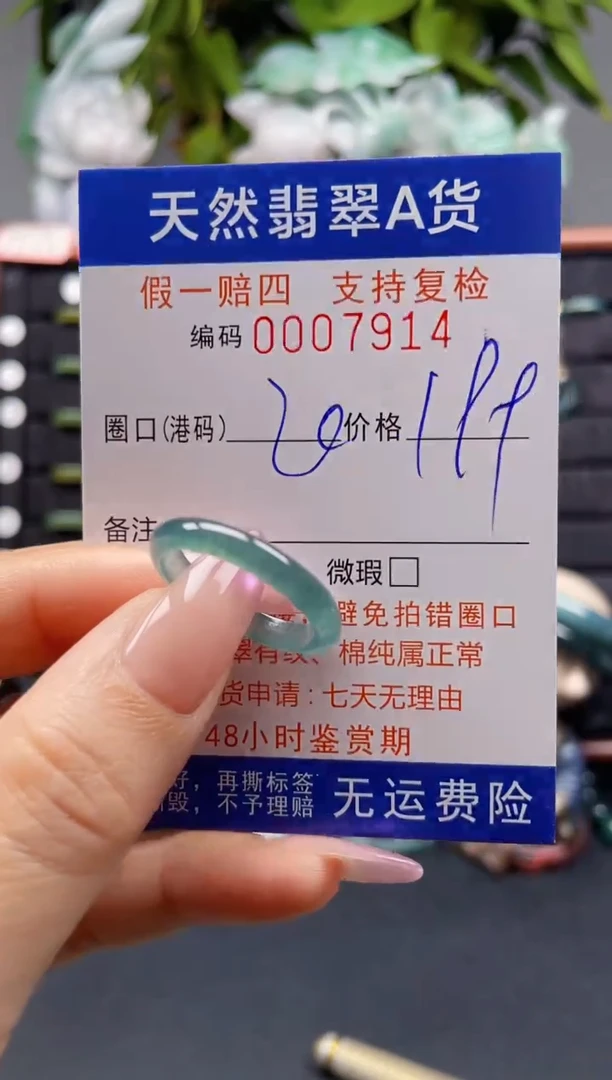 天然翡翠A货
假一赔四 支持复检
编码 0007914
圈口(港码) 20 价格 199
备注
微瑕□
避免拍错圈口
翠有纹、棉纯属正常
货申请:七天无理由
48小时鉴赏期
好,再撕标签
毁,不予理赔
无运费险